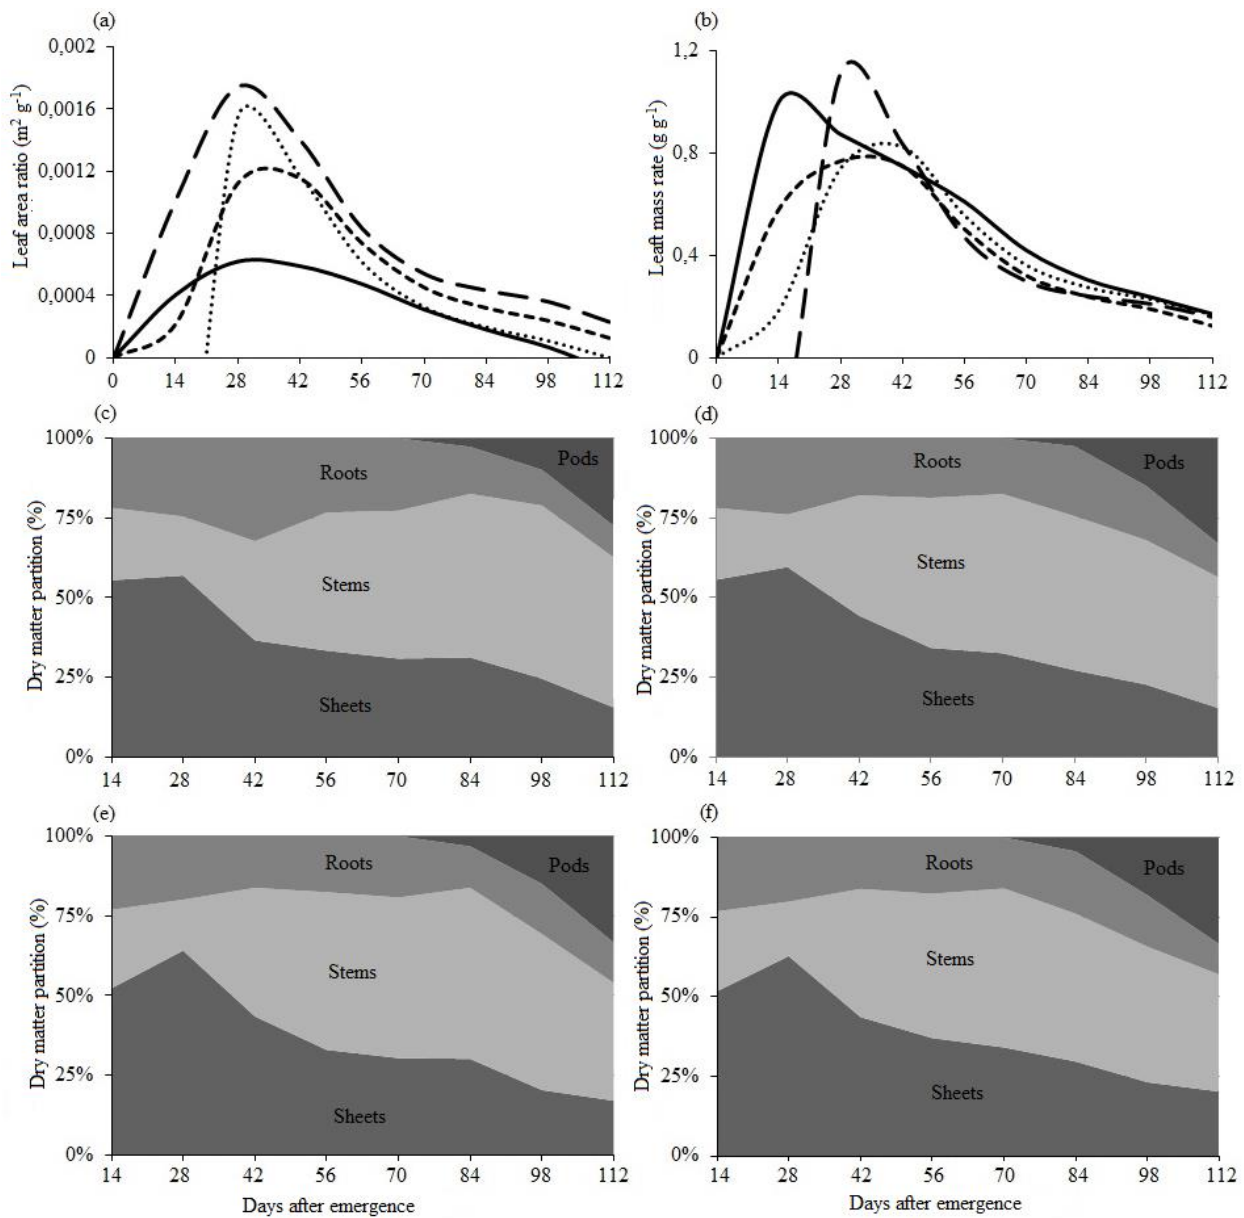 (a)
Leaf area ratio (m² g⁻¹)
0,002
0,0016
0,0012
0,0008
0,0004
0
0 14 28 42 56 70 84 98 112
(b)
Leaft mass rate (g g⁻¹)
1,2
0,8
0,4
0
0 14 28 42 56 70 84 98 112
(c)
Dry matter partition (%)
100%
75%
50%
25%
0%
Roots
Pods
Stems
Sheets
14 28 42 56 70 84 98 112
(d)
Dry matter partition (%)
100%
75%
50%
25%
0%
Roots
Pods
Stems
Sheets
14 28 42 56 70 84 98 112
(e)
Dry matter partition (%)
100%
75%
50%
25%
0%
Roots
Pods
Stems
Sheets
14 28 42 56 70 84 98 112
Days after emergence
(f)
Dry matter partition (%)
100%
75%
50%
25%
0%
Roots
Pods
Stems
Sheets
14 28 42 56 70 84 98 112
Days after emergence